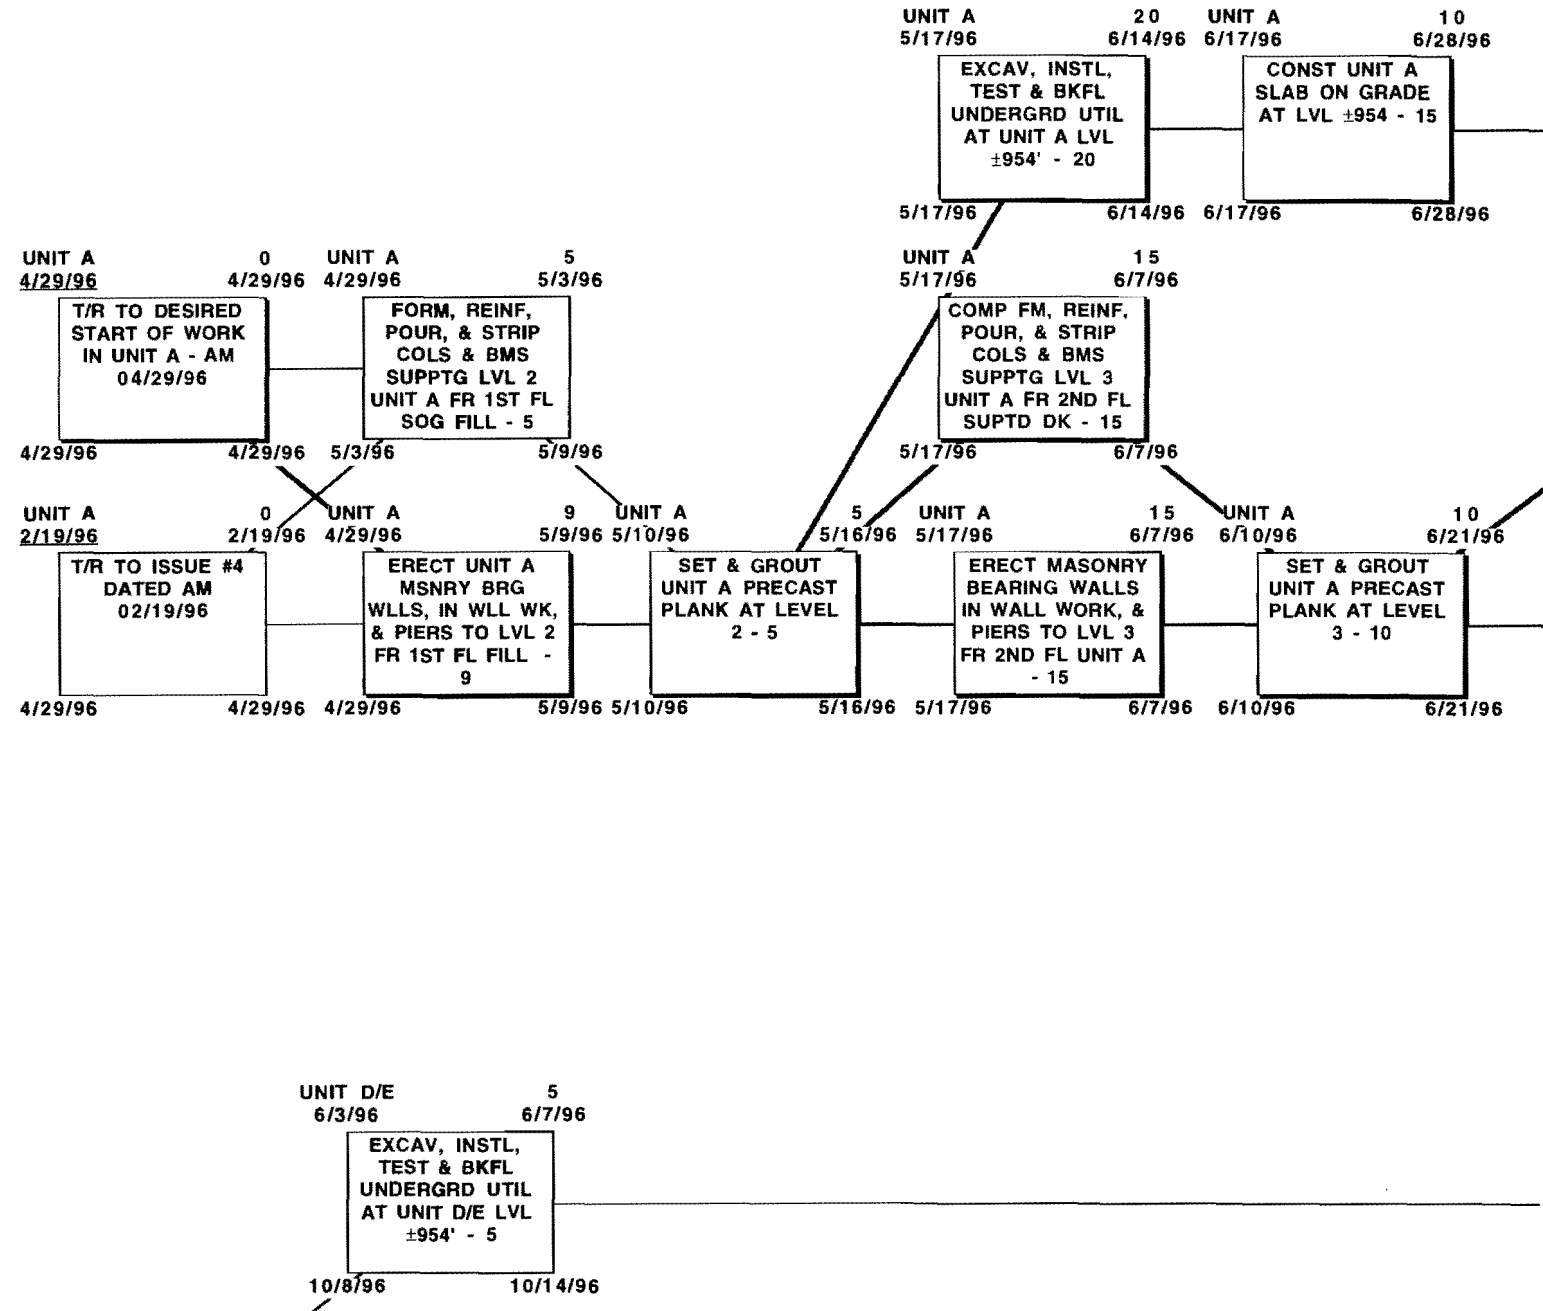 UNIT A 20 UNIT A 10
5/17/96 6/14/96 6/17/96 6/28/96
EXCAV, INSTL,
TEST & BKFL
UNDERGRD UTIL
AT UNIT A LVL
±954' - 20
CONST UNIT A
SLAB ON GRADE
AT LVL ±954 - 15
5/17/96 6/14/96 6/17/96 6/28/96
UNIT A 0 UNIT A 5
4/29/96 4/29/96 4/29/96 5/3/96
T/R TO DESIRED
START OF WORK
IN UNIT A - AM
04/29/96
FORM, REINF,
POUR, & STRIP
COLS & BMS
SUPPTG LVL 2
UNIT A FR 1ST FL
SOG FILL - 5
4/29/96 4/29/96 5/3/96 5/9/96
UNIT A 15
5/17/96 6/7/96
COMP FM, REINF,
POUR, & STRIP
COLS & BMS
SUPPTG LVL 3
UNIT A FR 2ND FL
SUPTD DK - 15
5/17/96 6/7/96
UNIT A 0 UNIT A 9 UNIT A 5 UNIT A 15 UNIT A 10
2/19/96 2/19/96 4/29/96 5/9/96 5/10/96 5/16/96 5/17/96 6/7/96 6/10/96 6/21/96
T/R TO ISSUE #4
DATED AM
02/19/96
ERECT UNIT A
MSNRY BRG
WLLS, IN WLL WK,
& PIERS TO LVL 2
FR 1ST FL FILL -
9
SET & GROUT
UNIT A PRECAST
PLANK AT LEVEL
2 - 5
ERECT MASONRY
BEARING WALLS
IN WALL WORK, &
PIERS TO LVL 3
FR 2ND FL UNIT A
- 15
SET & GROUT
UNIT A PRECAST
PLANK AT LEVEL
3 - 10
4/29/96 4/29/96 4/29/96 5/9/96 5/10/96 5/16/96 5/17/96 6/7/96 6/10/96 6/21/96
UNIT D/E 5
6/3/96 6/7/96
EXCAV, INSTL,
TEST & BKFL
UNDERGRD UTIL
AT UNIT D/E LVL
±954' - 5
10/8/96 10/14/96